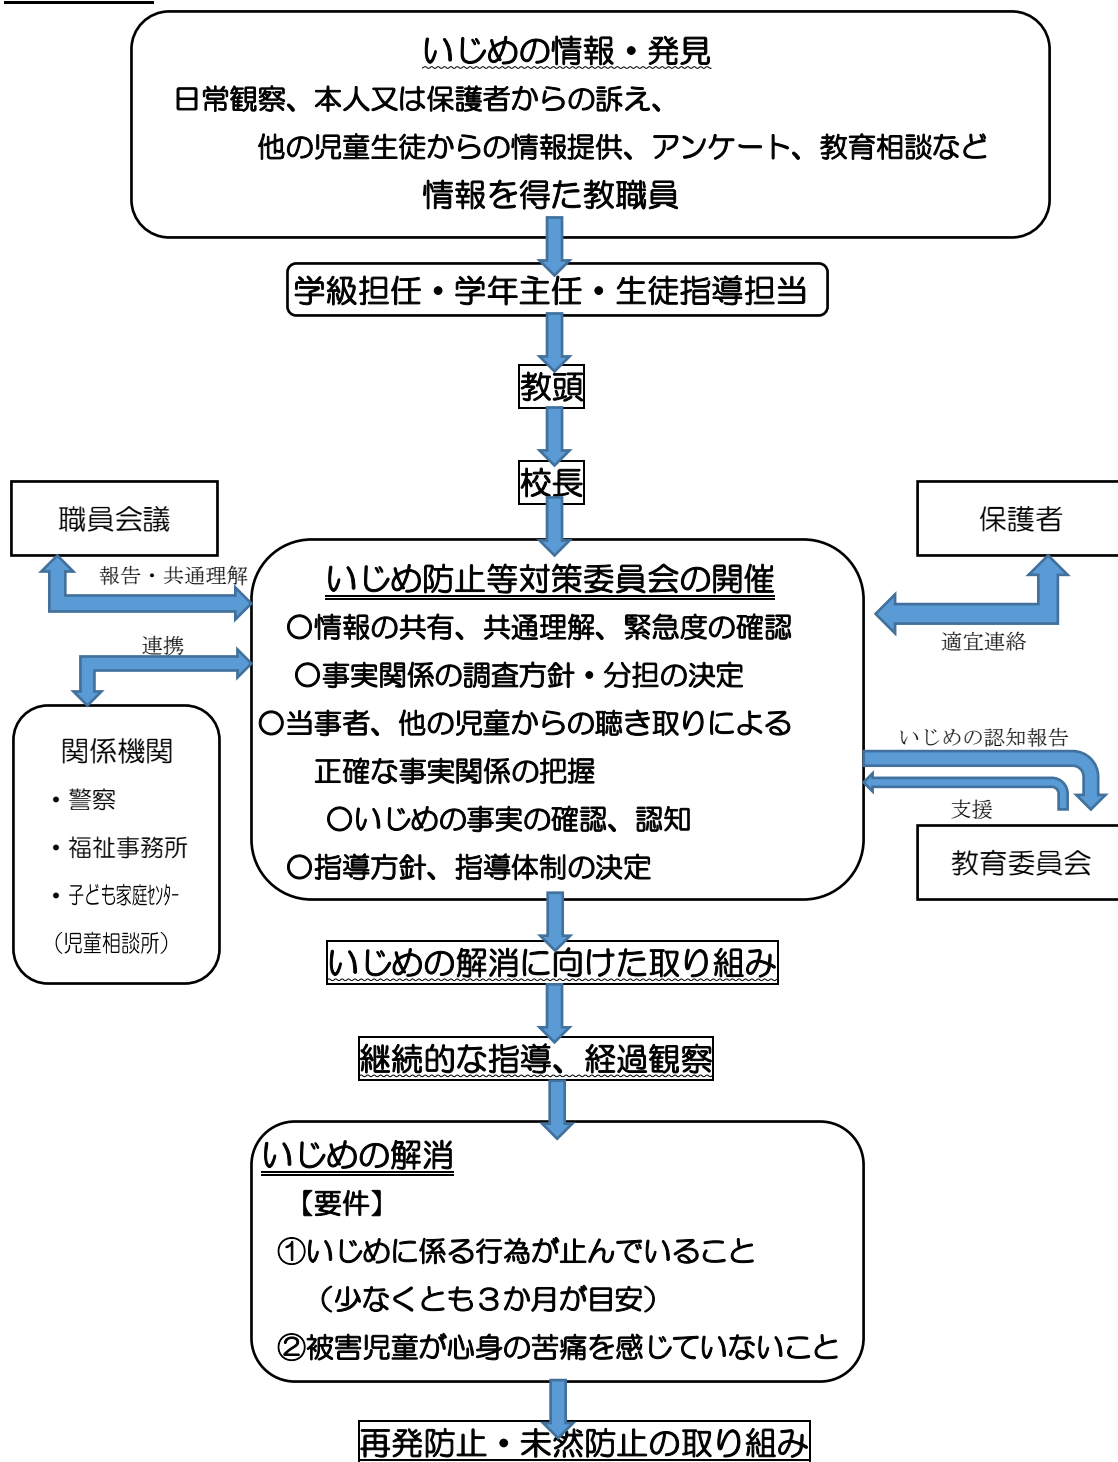 いじめの情報・発見
日常観察、本人又は保護者からの訴え、
他の児童生徒からの情報提供、アンケート、教育相談など
情報を得た教職員
学級担任・学年主任・生徒指導担当
教頭
校長
職員会議
保護者
報告・共通理解
適宜連絡
連携
いじめ防止等対策委員会の開催
〇情報の共有、共通理解、緊急度の確認
〇事実関係の調査方針・分担の決定
〇当事者、他の児童からの聴き取りによる
正確な事実関係の把握
〇いじめの事実の確認、認知
〇指導方針、指導体制の決定
関係機関
・警察
・福祉事務所
・子ども家庭ｾﾝﾀｰ
（児童相談所）
いじめの認知報告
支援
教育委員会
いじめの解消に向けた取り組み
継続的な指導、経過観察
いじめの解消
【要件】
①いじめに係る行為が止んでいること
（少なくとも３か月が目安）
②被害児童が心身の苦痛を感じていないこと
再発防止・未然防止の取り組み